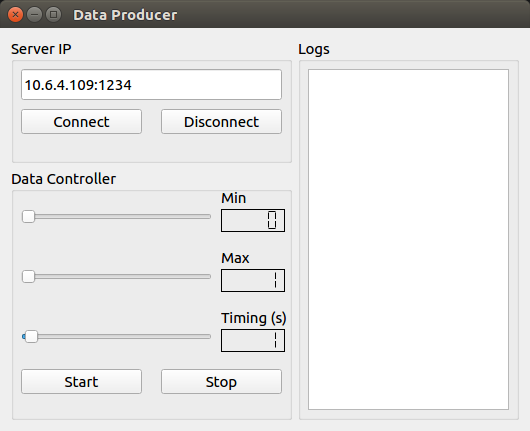 Data Producer
Server IP
10.6.4.109:1234
Connect Disconnect
Data Controller
Min
0
Max
1
Timing (s)
1
Start Stop
Logs